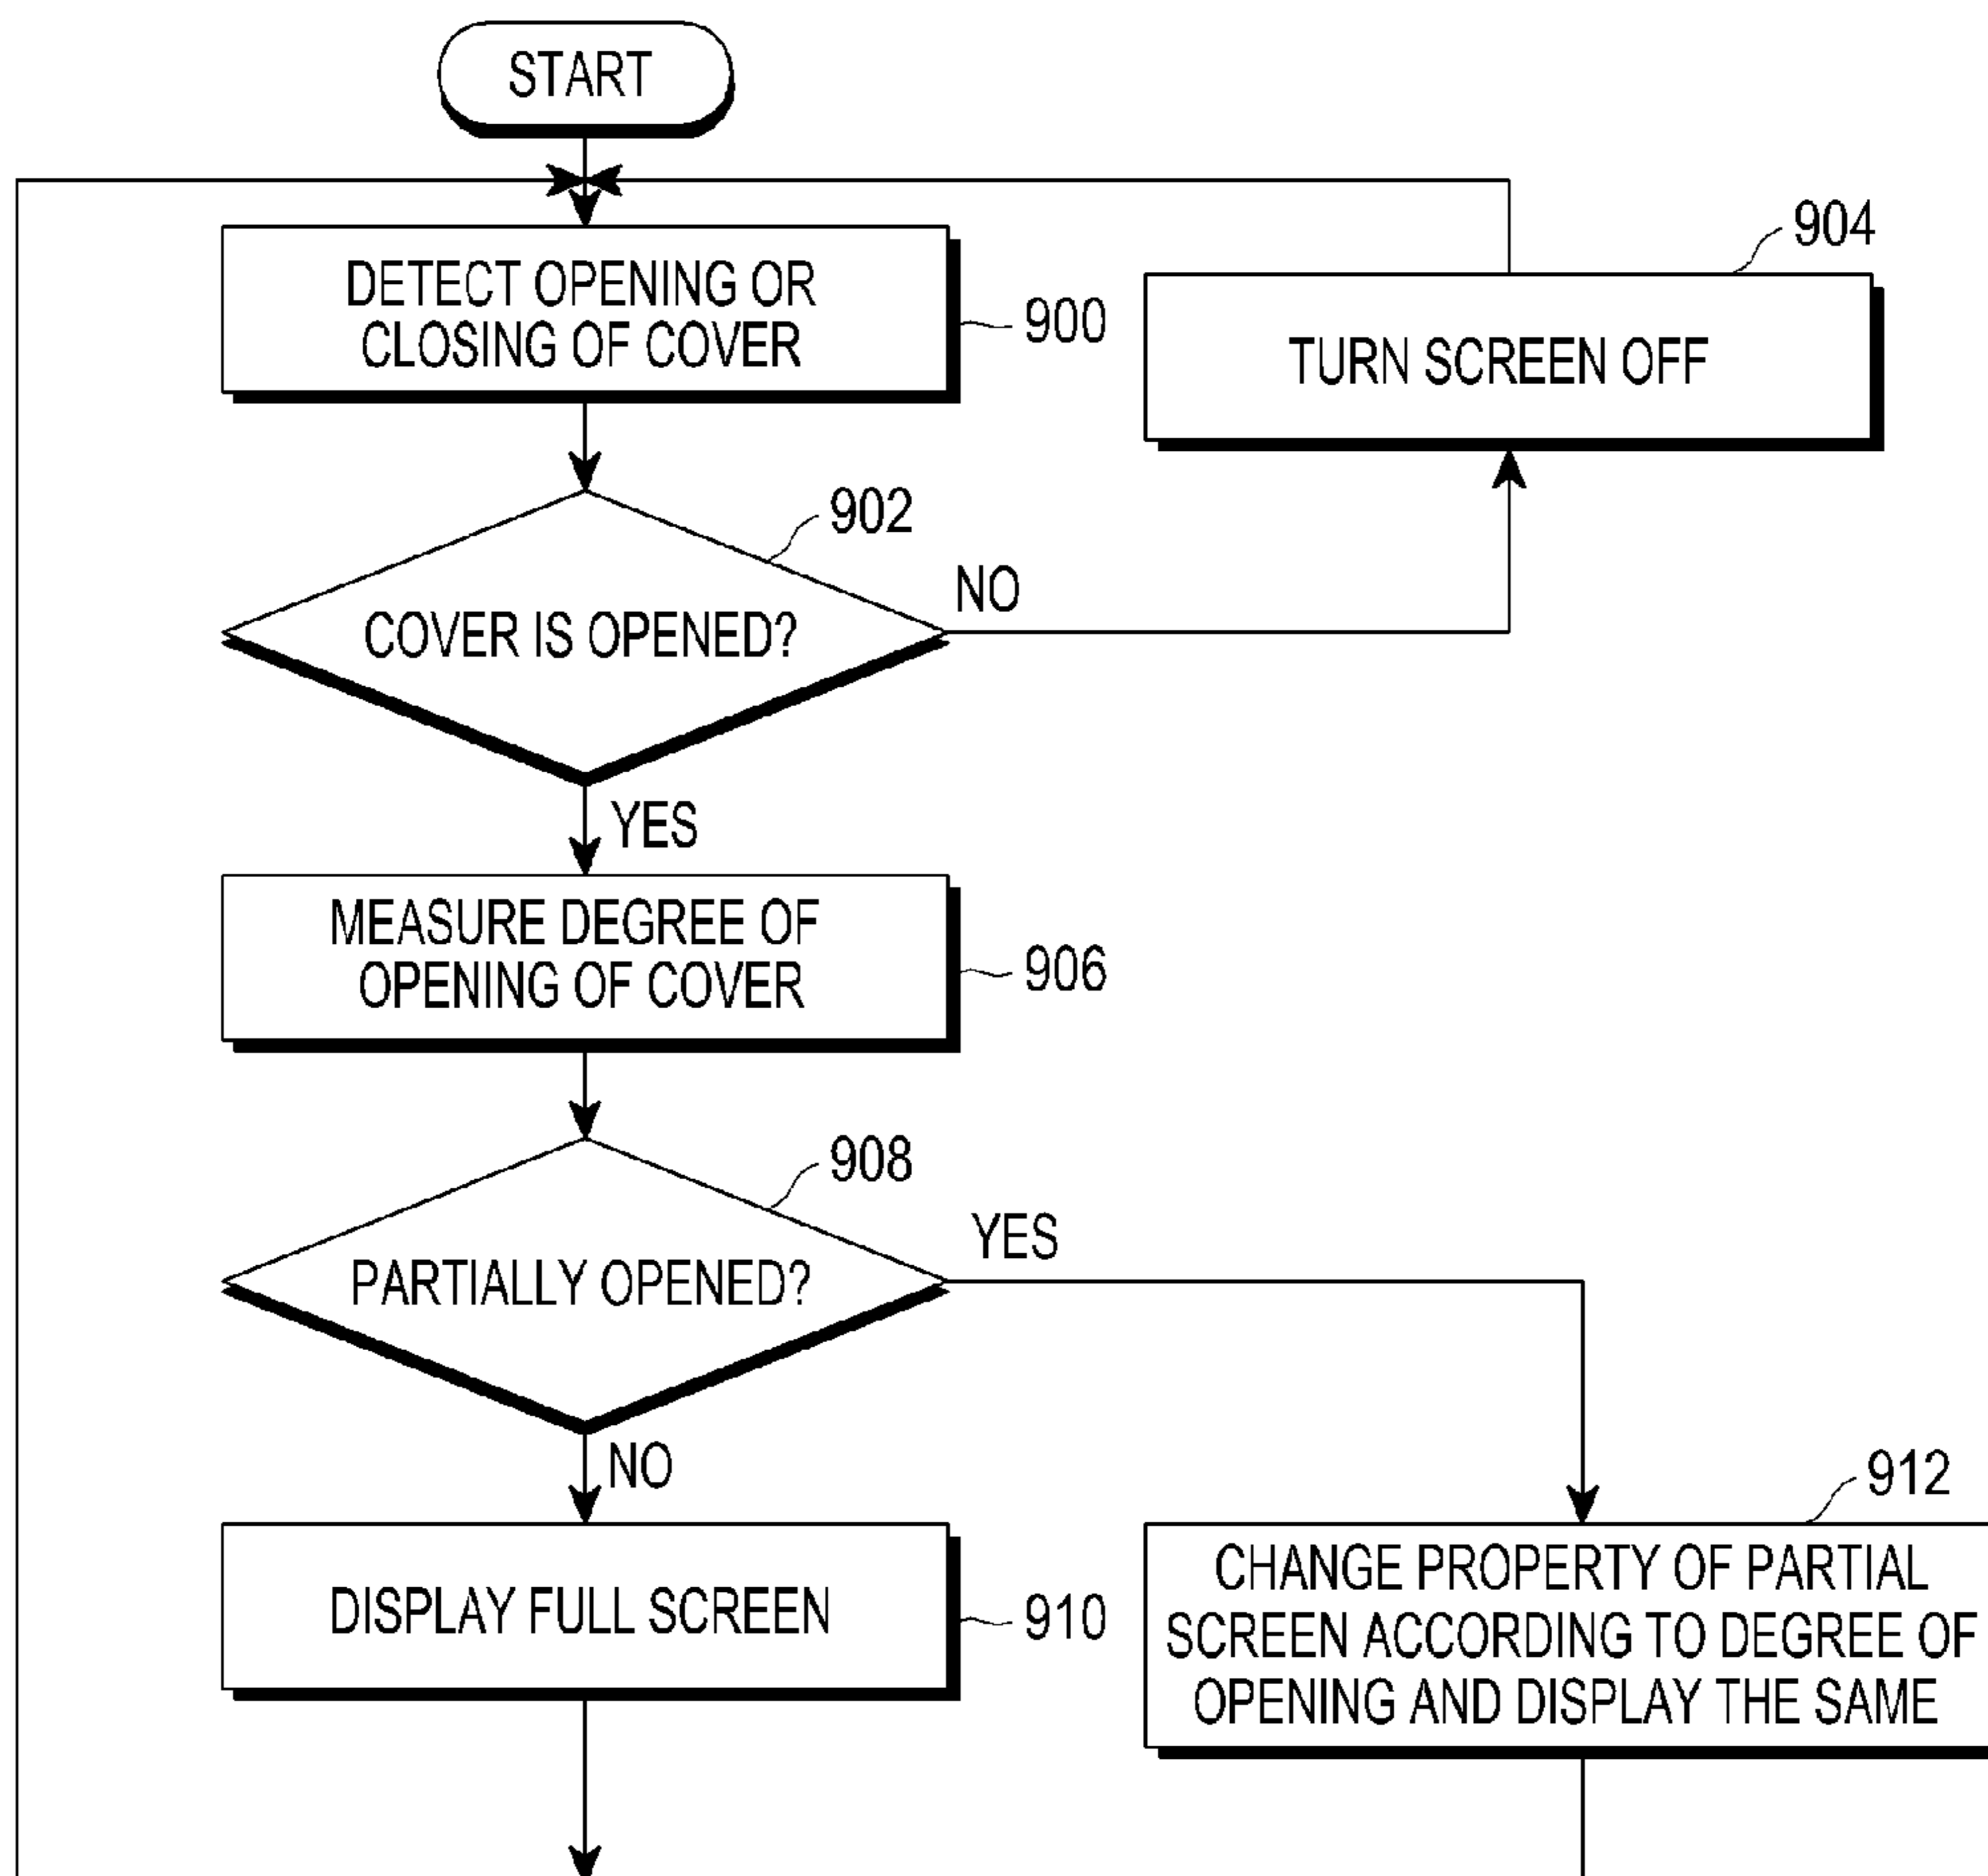 START
DETECT OPENING OR
CLOSING OF COVER
900
904
TURN SCREEN OFF
902
COVER IS OPENED?
NO
YES
MEASURE DEGREE OF
OPENING OF COVER
906
908
PARTIALLY OPENED?
YES
NO
DISPLAY FULL SCREEN
910
912
CHANGE PROPERTY OF PARTIAL
SCREEN ACCORDING TO DEGREE OF
OPENING AND DISPLAY THE SAME